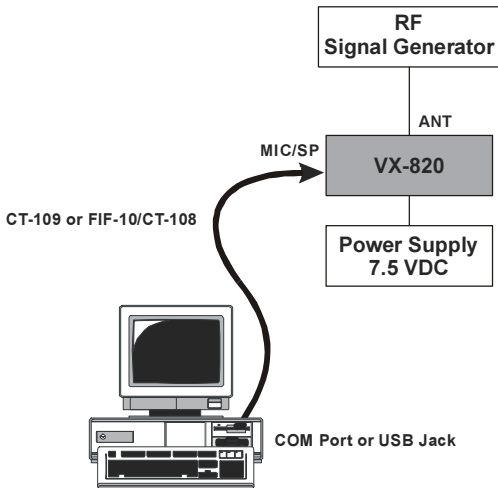 RF
Signal Generator
ANT
MIC/SP
VX-820
CT-109 or FIF-10/CT-108
Power Supply
7.5 VDC
COM Port or USB Jack